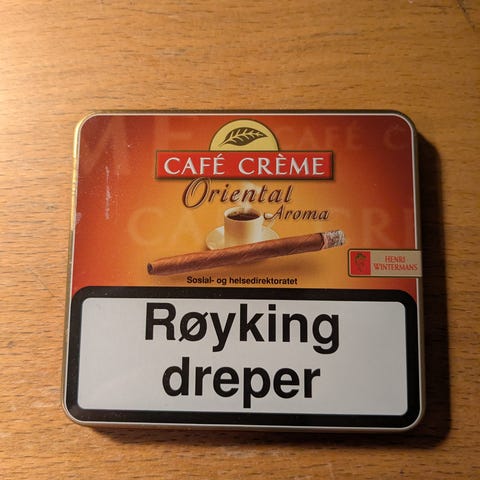 CAFÉ CRÈME
Oriental
Aroma
HENRI
WINTERMANS
Sosial- og helsedirektoratet
Røyking
dreper